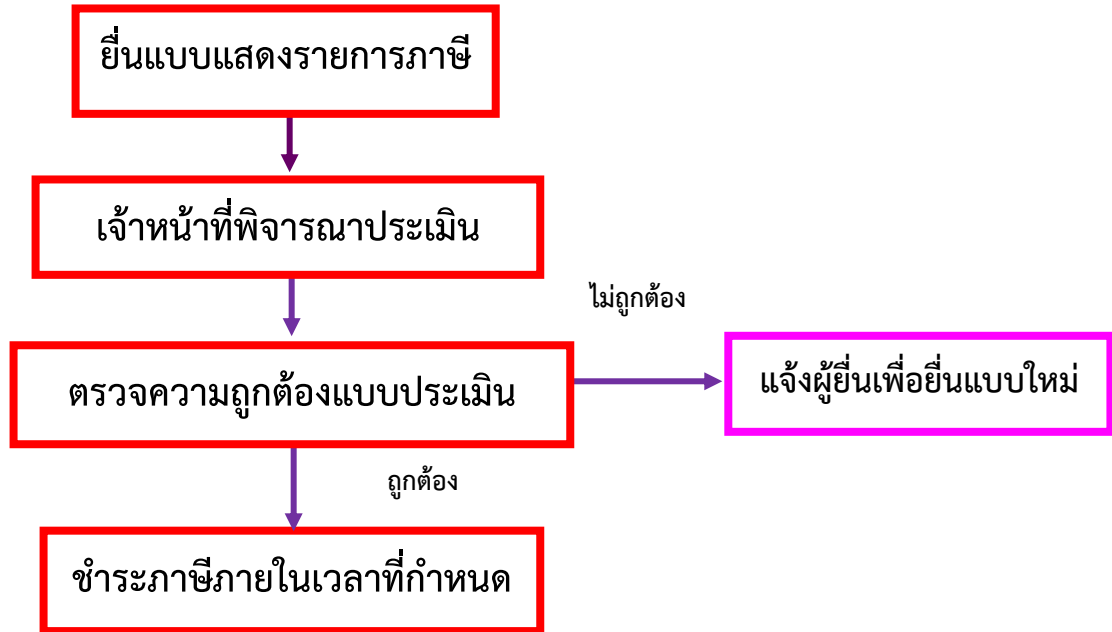 ยื่นแบบแสดงรายการภาษี
เจ้าหน้าที่พิจารณาประเมิน
ไม่ถูกต้อง
ตรวจความถูกต้องแบบประเมิน
แจ้งผู้ยื่นเพื่อยื่นแบบใหม่
ถูกต้อง
ชำระภาษีภายในเวลาที่กำหนด